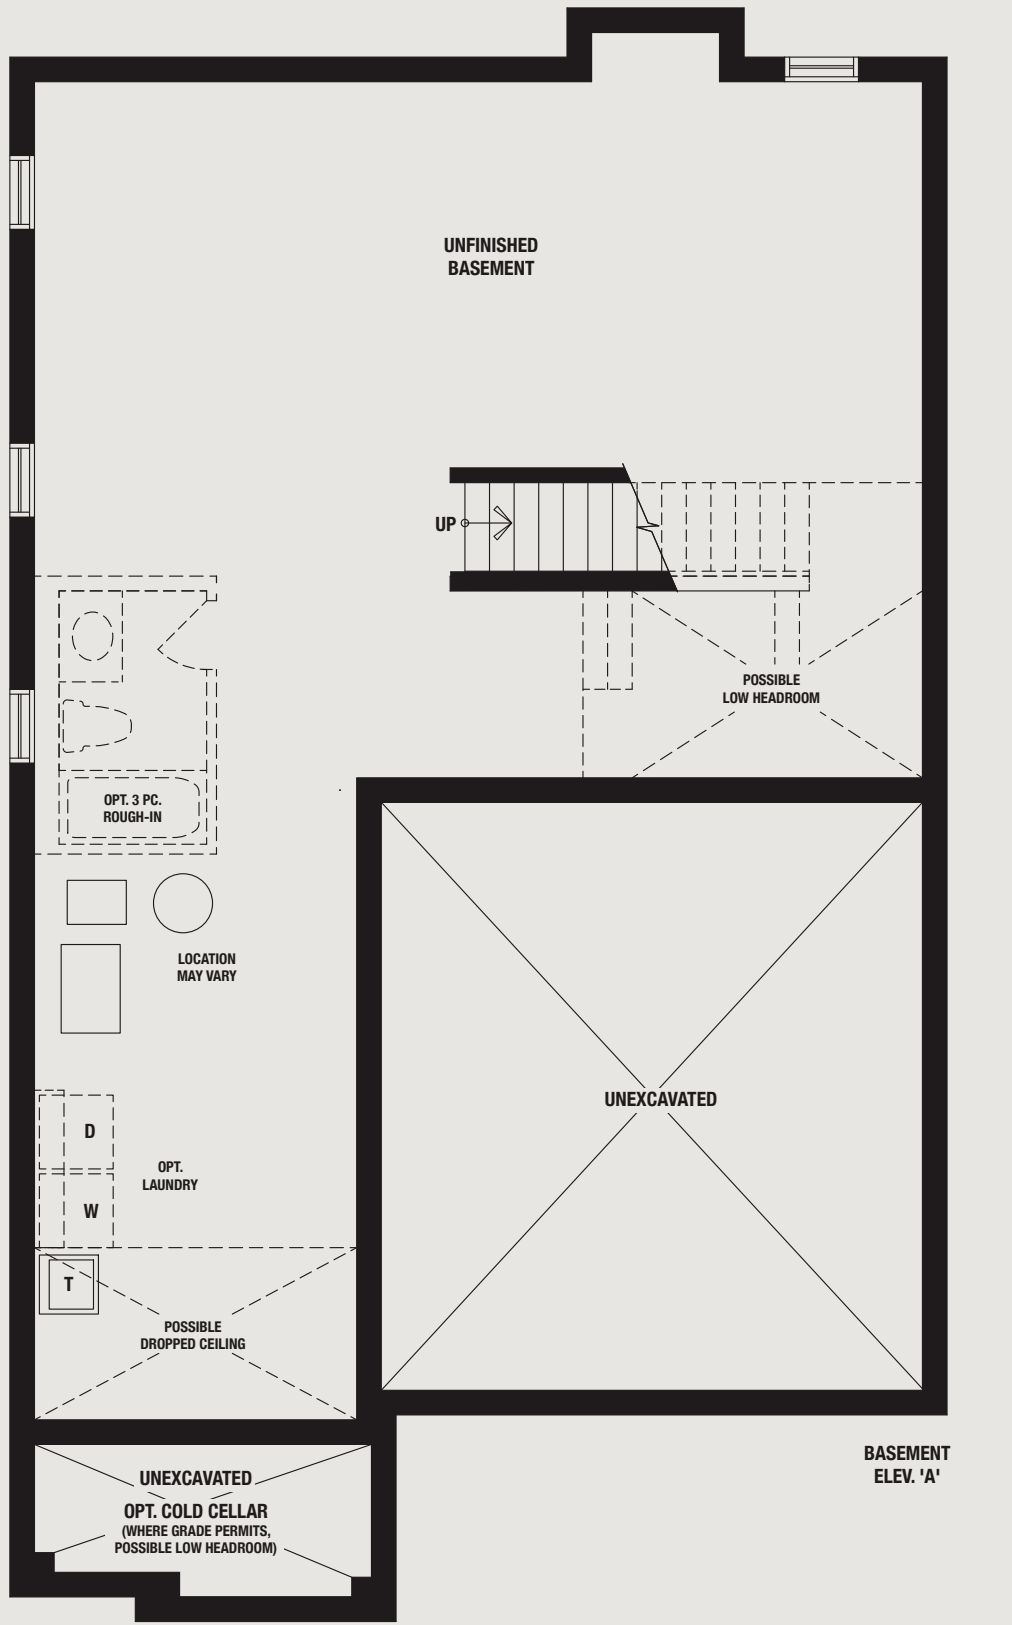 UNFINISHED
BASEMENT
UP
POSSIBLE
LOW HEADROOM
OPT. 3 PC.
ROUGH-IN
LOCATION
MAY VARY
UNEXCAVATED
D
OPT.
LAUNDRY
W
T
POSSIBLE
DROPPED CEILING
BASEMENT
ELEV. 'A'
UNEXCAVATED
OPT. COLD CELLAR
(WHERE GRADE PERMITS,
POSSIBLE LOW HEADROOM)